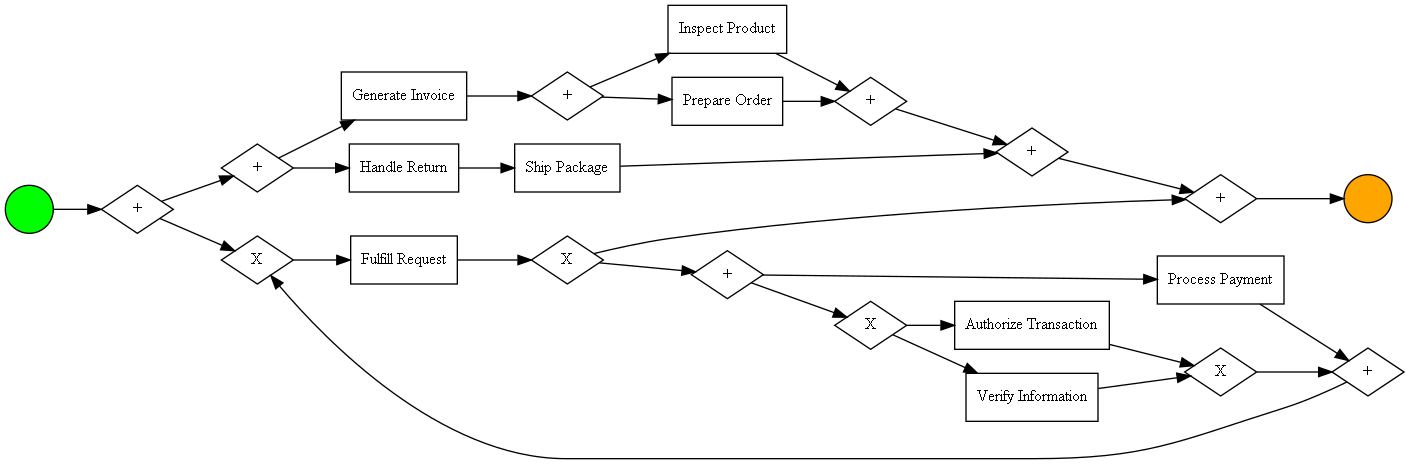 Inspect Product
Generate Invoice
+
Prepare Order
+
+
Handle Return
Ship Package
+
+
+
X
Fulfill Request
X
+
Process Payment
X
Authorize Transaction
Verify Information
X
+